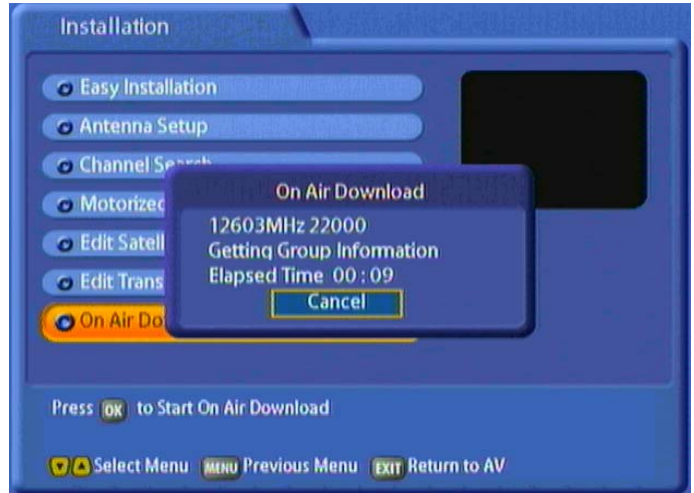 Installation
Easy Installation
Antenna Setup
Channel Search
Motorized
Edit Satell
Edit Trans
On Air Do
On Air Download
12603MHz 22000
Getting Group Information
Elapsed Time 00:09
Cancel
Press OK to Start On Air Download
Select Menu MENU Previous Menu EXIT Return to AV